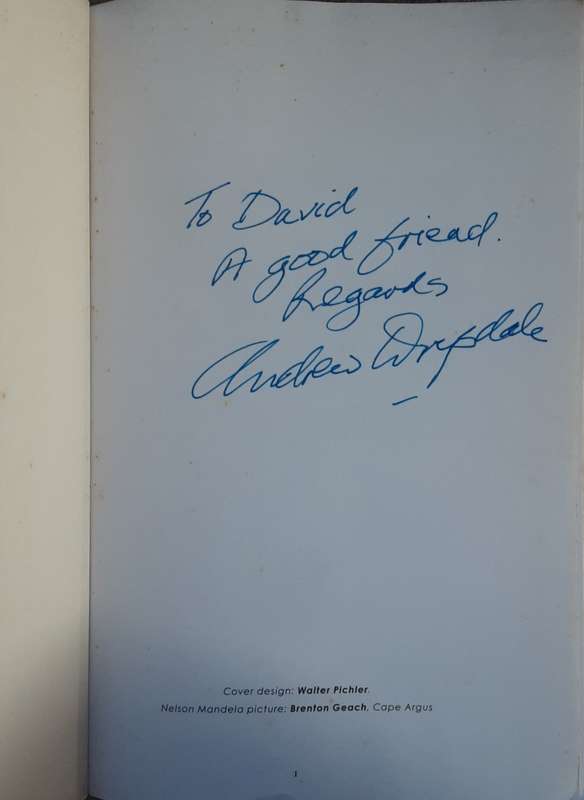 To David
A good friend.
Regards
Andrew Drysdale
Cover design: Walter Pichler.
Nelson Mandela picture: Brenton Geach, Cape Argus
1